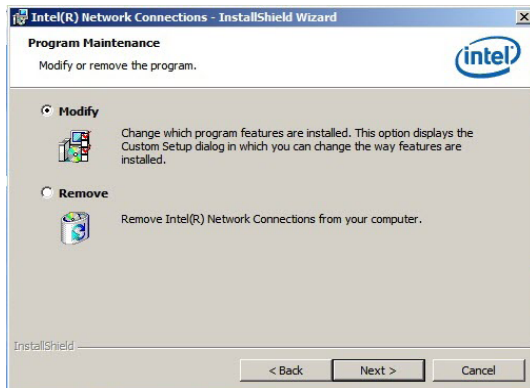 Intel(R) Network Connections - InstallShield Wizard
Program Maintenance
Modify or remove the program.
intel
Modify
Change which program features are installed. This option displays the
Custom Setup dialog in which you can change the way features are
installed.
Remove
Remove Intel(R) Network Connections from your computer.
InstallShield
< Back
Next >
Cancel